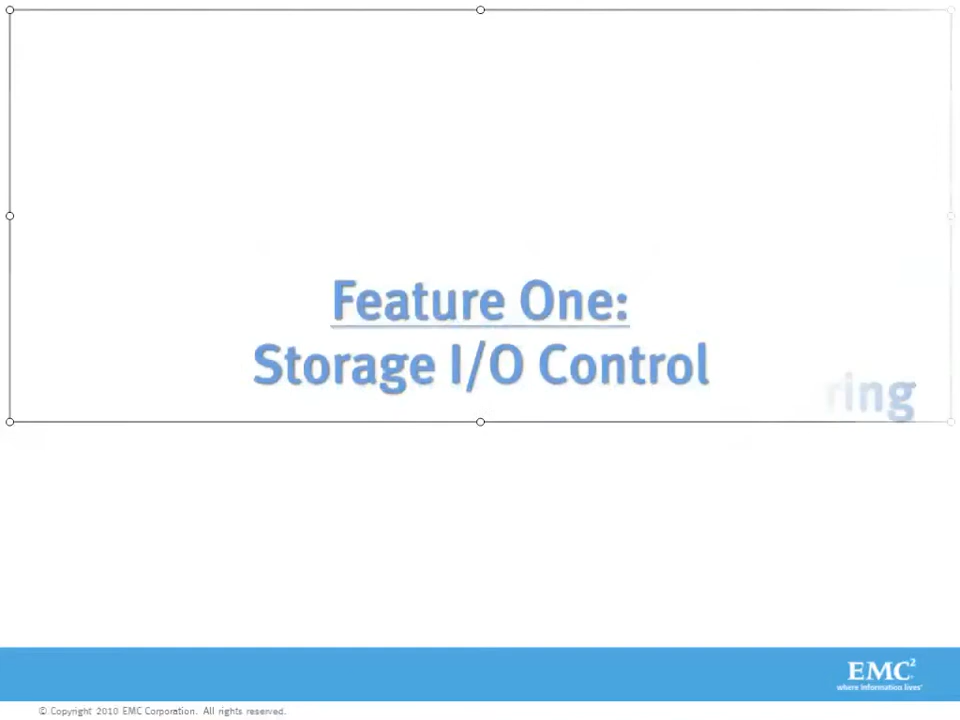 Feature One:
Storage I/O Control
ring
EMC²
where information lives®
© Copyright 2010 EMC Corporation. All rights reserved.